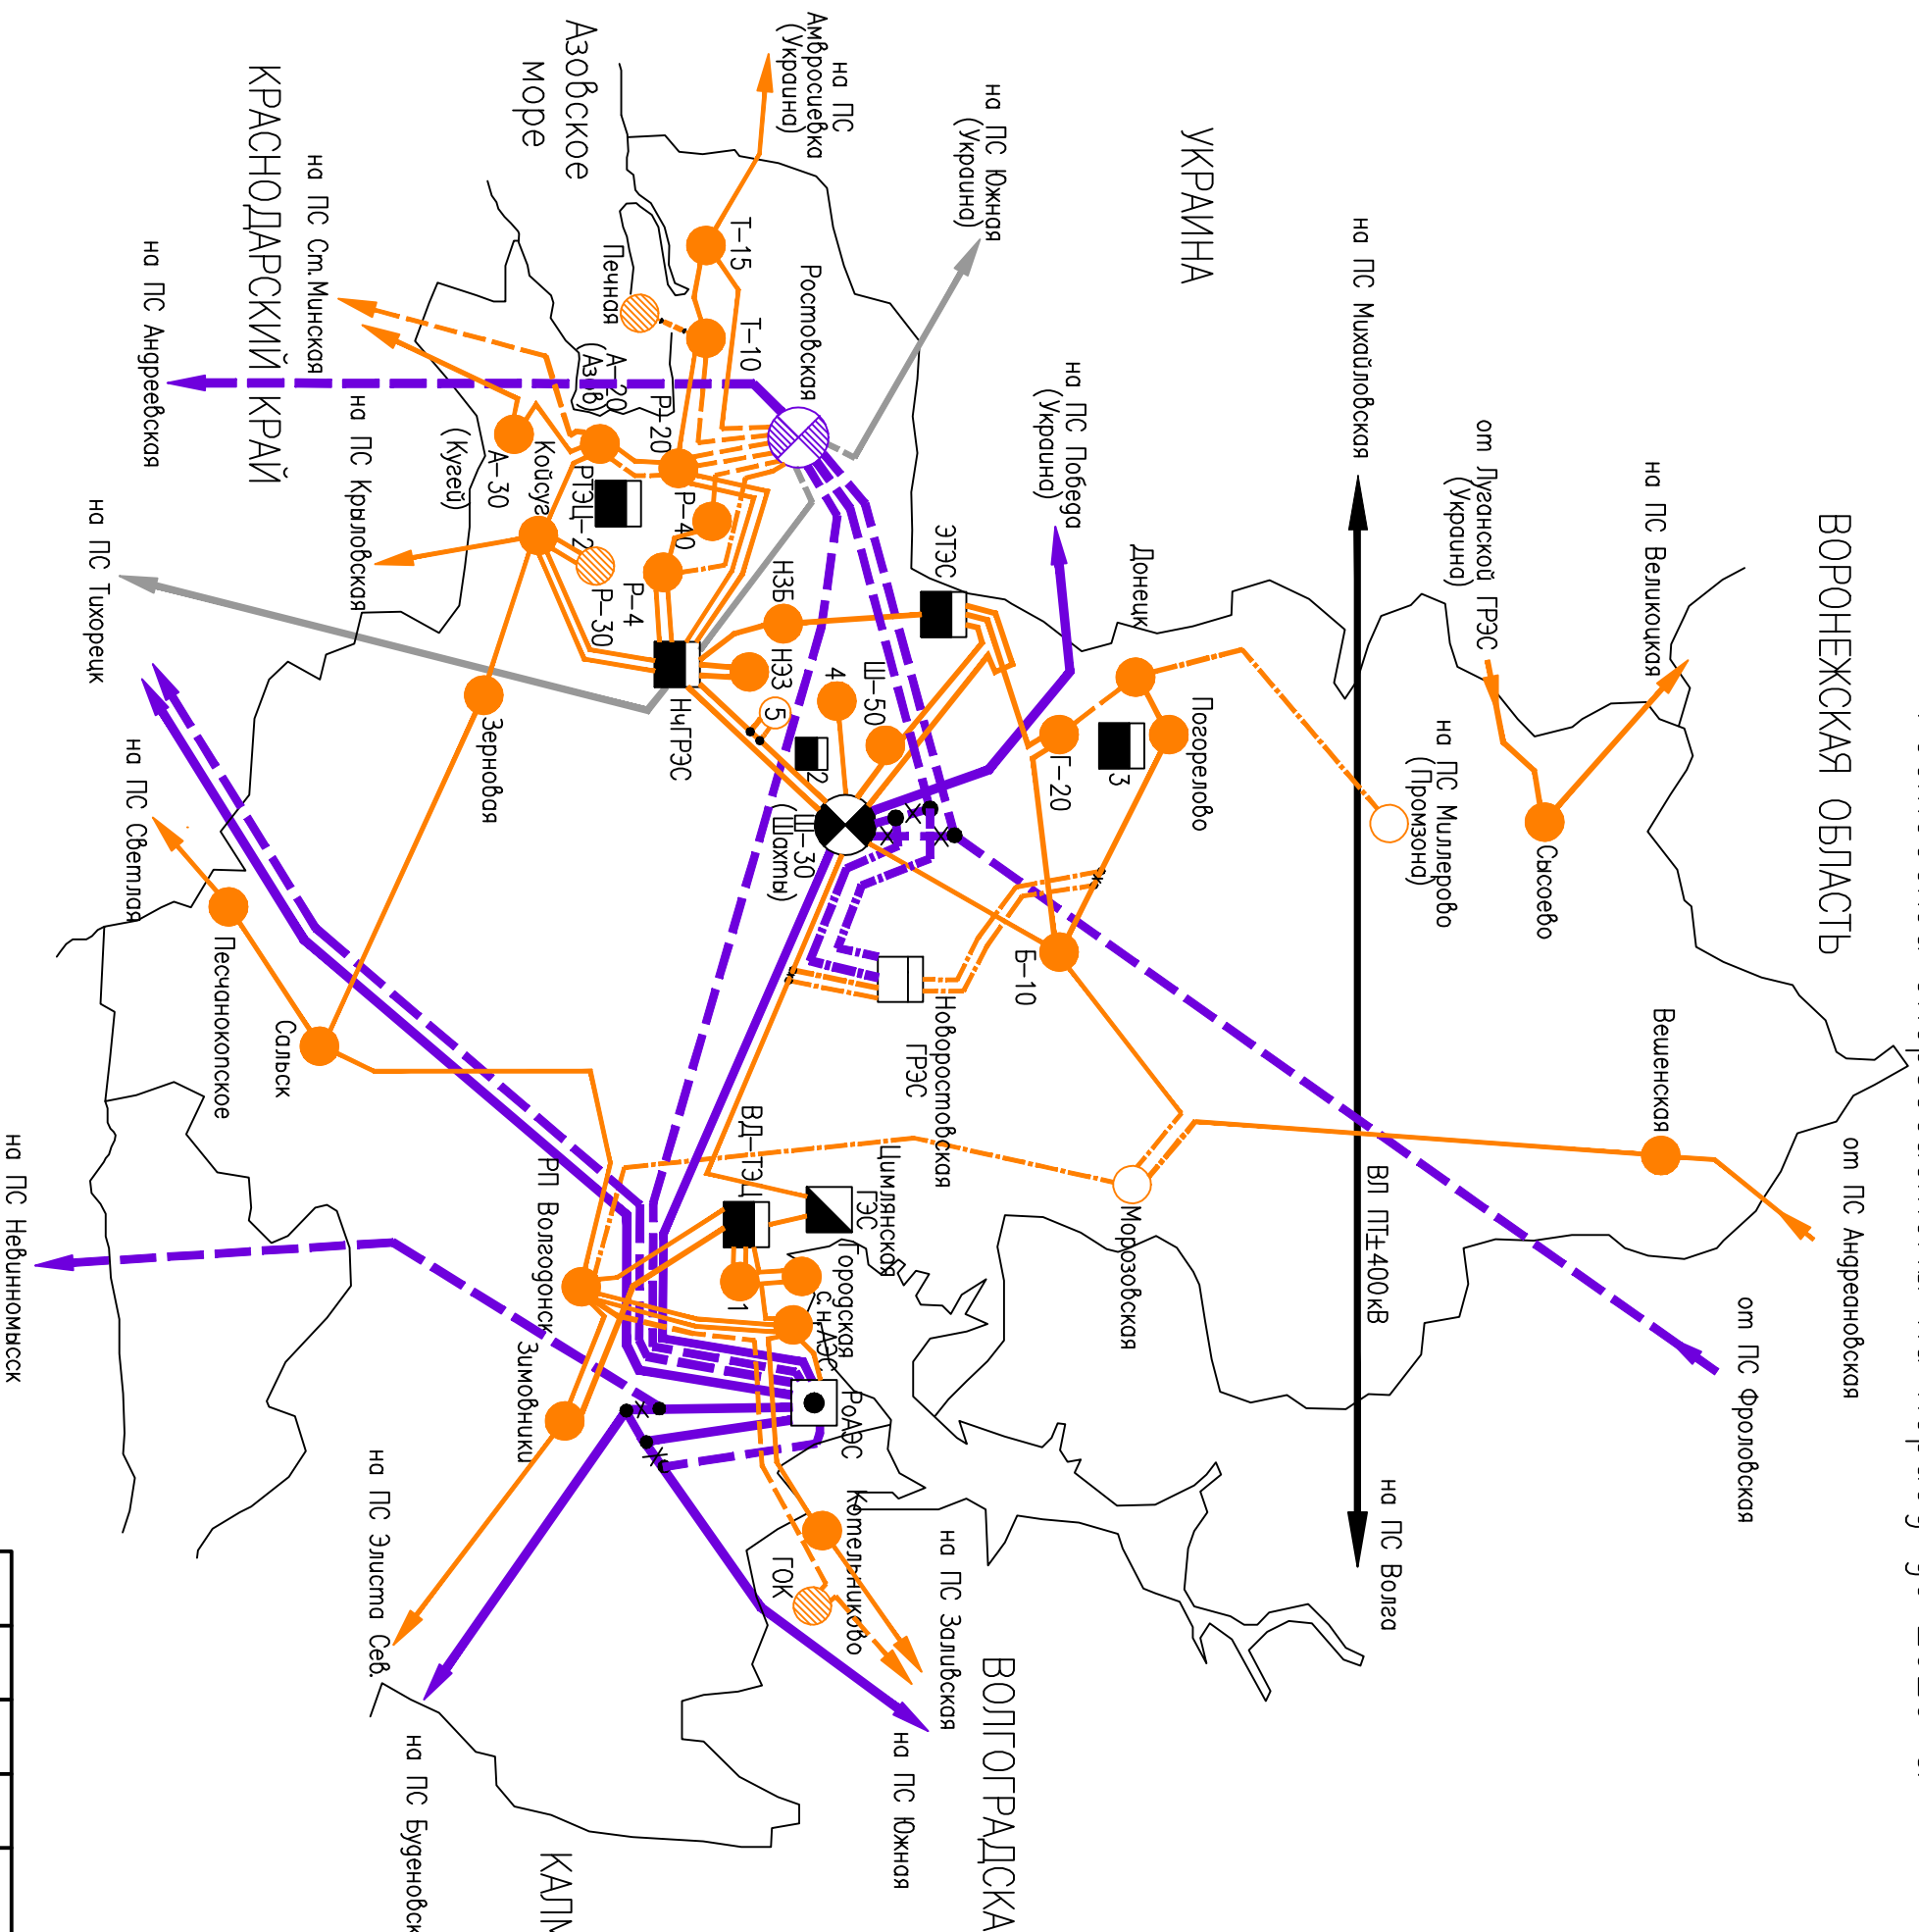 ВОРОНЕЖСКАЯ ОБЛАСТЬ
от ПС Андреановская
от ПС Фроловская
Вешенская
на ПС Великоцкая
от Луганской ГРЭС
(Украина)
Сысоево
на ПС Миллерово
(Промзона)
на ПС Михайловская
ВЛ ПТ±400кВ
на ПС Волга
УКРАИНА
Донецк
Погорелово
3
Г-20
Б-10
Морозовская
на ПС Победа
(Украина)
на ПС Южная
(Украина)
ЭТЭС
Новоростовская
ГРЭС
ВОЛГОГРАДСКА
на ПС Заливская
на ПС Южная
Цимлянская
ГЭС
Городская
с.н.АЭС
РоАЭС
Котельниково
ГОК
на ПС
Амвросиевка
(Украина)
Ростовская
Т-15
Т-10
Печная
Ш-50
4
2
НЗБ
НЭЗ
5
Ш-30
(Шахты)
ВД-ТЭЦ
1
НчГРЭС
Р-20
Р-40
Р-4
Р-30
А-20
(Азов)
РТЭЦ-2
Азовское
море
Койсуг
А-30
(Кугей)
Зерновая
РП Волгодонск
Зимовники
КАЛМ
КРАСНОДАРСКИЙ КРАЙ
на ПС Ст.Минская
на ПС Крыловская
на ПС Андреевская
на ПС Тихорецк
на ПС Светлая
Песчанокопское
Сальск
на ПС Элиста Сев.
на ПС Буденовск
на ПС Невинномысск